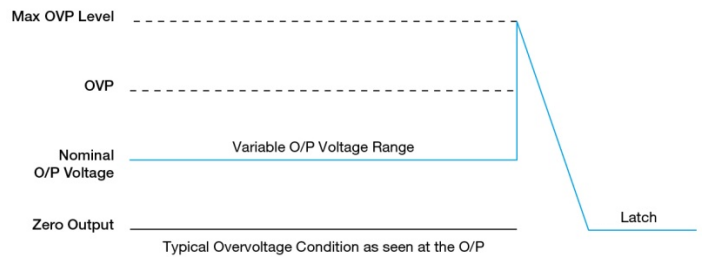 Max OVP Level
OVP
Variable O/P Voltage Range
Nominal
O/P Voltage
Zero Output
Latch
Typical Overvoltage Condition as seen at the O/P